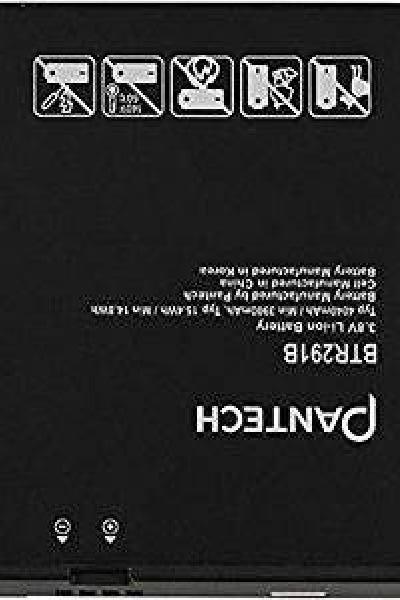 PANTECH
BTR291B
3.8V Li-ion Battery
Typ 4040mAh / Min 3900mAh, Typ 15.4Wh / Min 14.8Wh
Battery Manufactured by Pantech
Cell Manufactured in China
Battery Manufactured in Korea